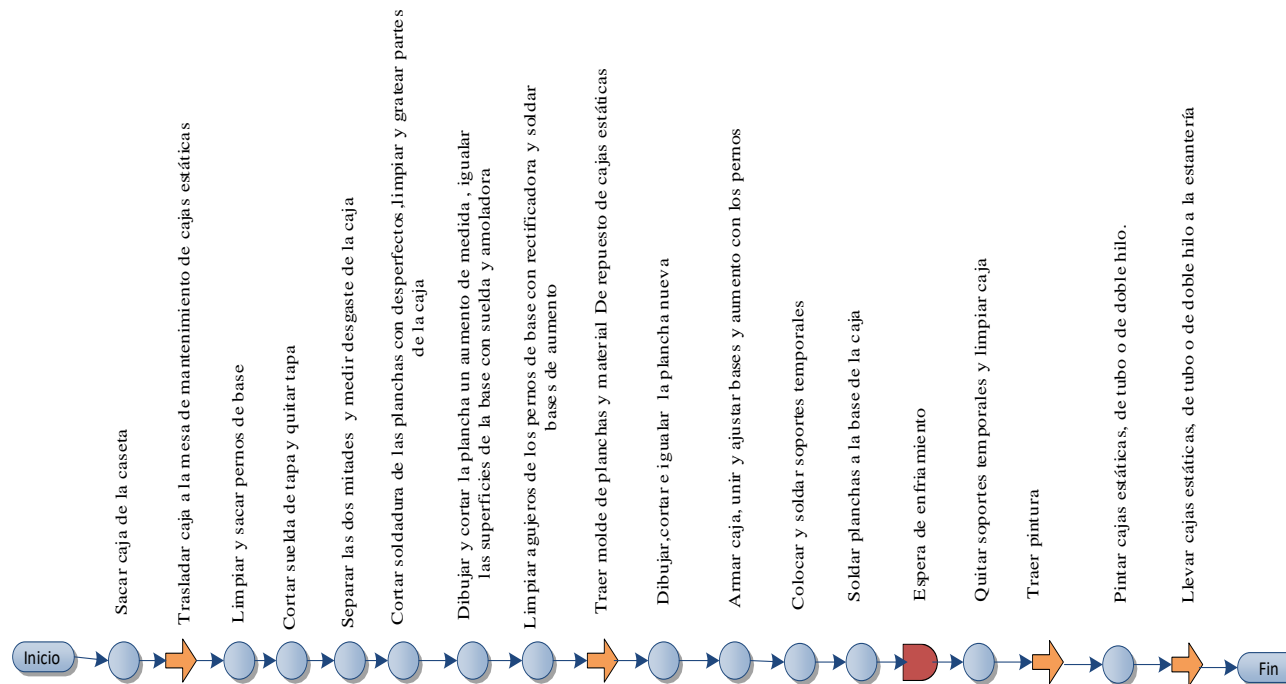 Inicio
Sacar caja de la caseta
Trasladar caja a la mesa de mantenimiento de cajas estáticas
Limpiar y sacar pernos de base
Cortar suelda de tapa y quitar tapa
Separar las dos mitades y medir desgaste de la caja
Cortar soldadura de las planchas con desperfectos ,limpiar y gratear partes
de la caja
Dibujar y cortar la plancha un aumento de medida , igualar
las superficies de la base con suelda y amoladora
Limpiar agujeros de los pernos de base con rectificadora y soldar
bases de aumento
Traer molde de planchas y material De repuesto de cajas estáticas
Dibujar,cortar e igualar la plancha nueva
Armar caja, unir y ajustar bases y aumento con los pernos
Colocar y soldar soportes temporales
Soldar planchas a la base de la caja
Espera de enfriamiento
Quitar soportes temporales y limpiar caja
Traer pintura
Pintar cajas estáticas, de tubo o de doble hilo.
Llevar cajas estáticas, de tubo o de doble hilo a la estantería
Fin